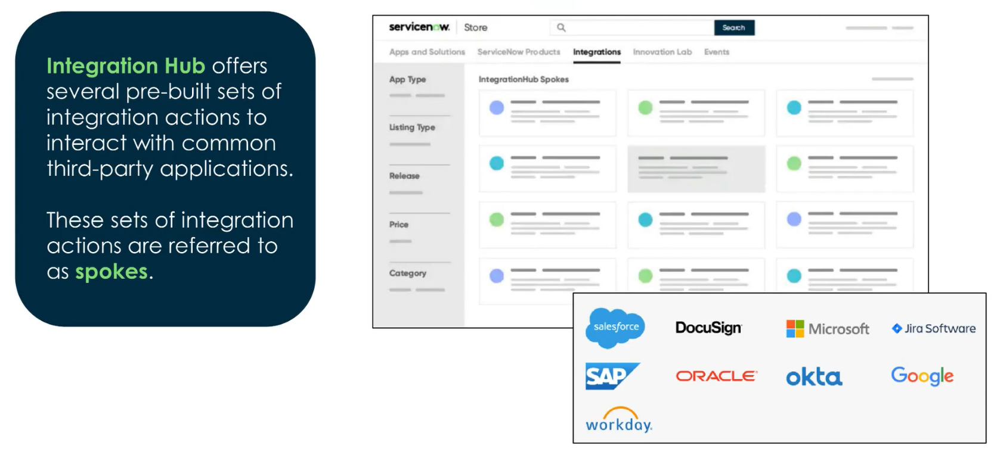 Integration Hub offers
several pre-built sets of
integration actions to
interact with common
third-party applications.
These sets of integration
actions are referred to
as spokes.
servicenow. Store
Search
Apps and Solutions ServiceNow Products Integrations Innovation Lab Events
App Type
Listing Type
Release
Price
Category
IntegrationHub Spokes
salesforce DocuSign Microsoft Jira Software
SAP ORACLE okta Google
workday.